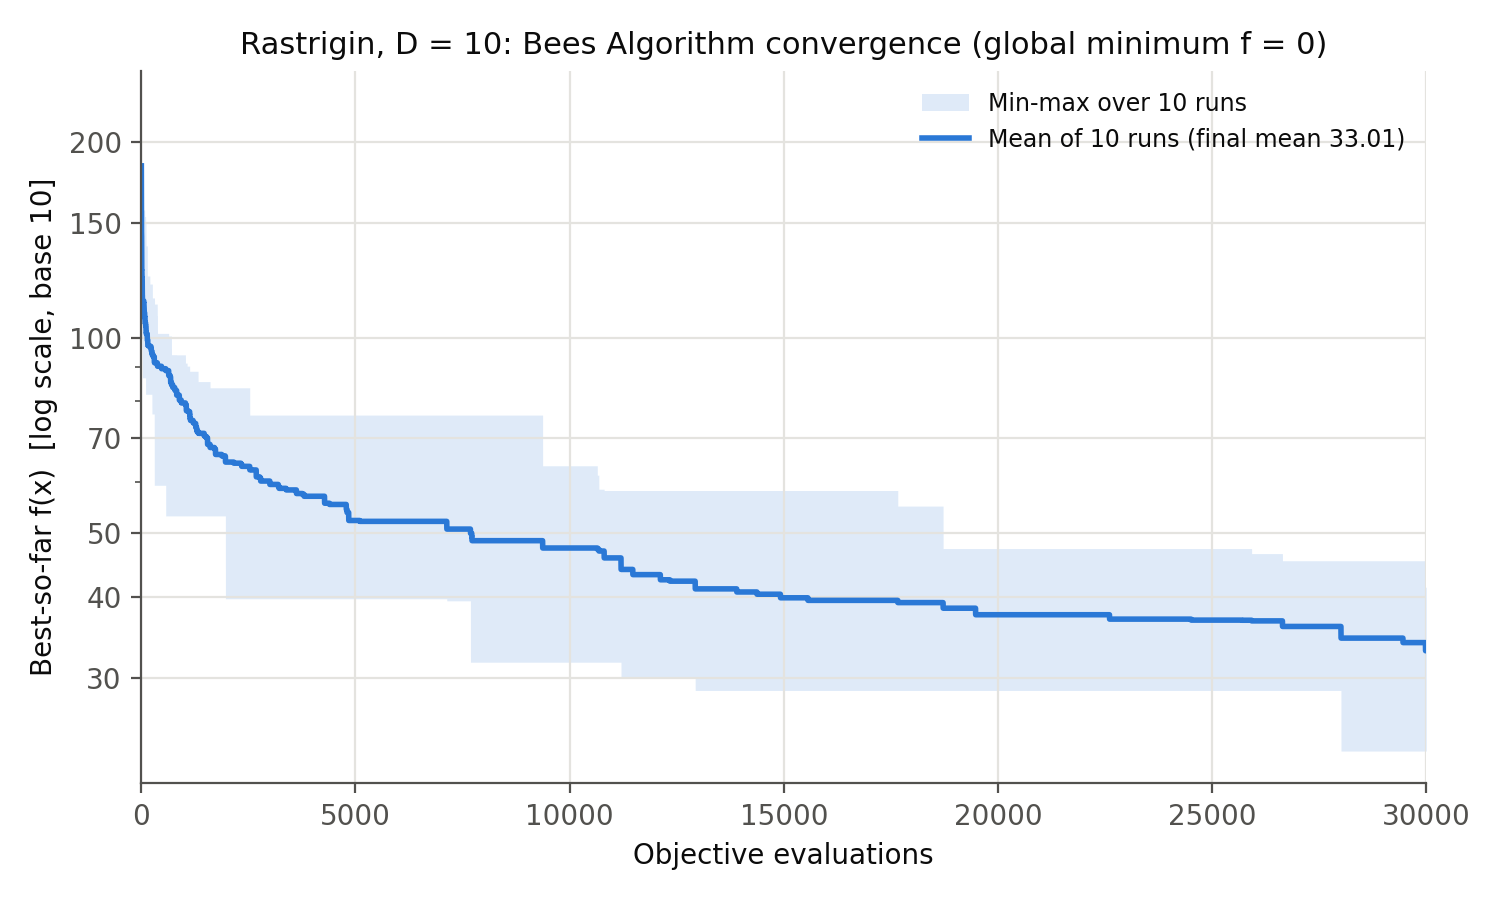 Rastrigin, D = 10: Bees Algorithm convergence (global minimum f = 0)
Min-max over 10 runs
Mean of 10 runs (final mean 33.01)
Best-so-far f(x)  [log scale, base 10]
200
150
100
70
50
40
30
0 5000 10000 15000 20000 25000 30000
Objective evaluations